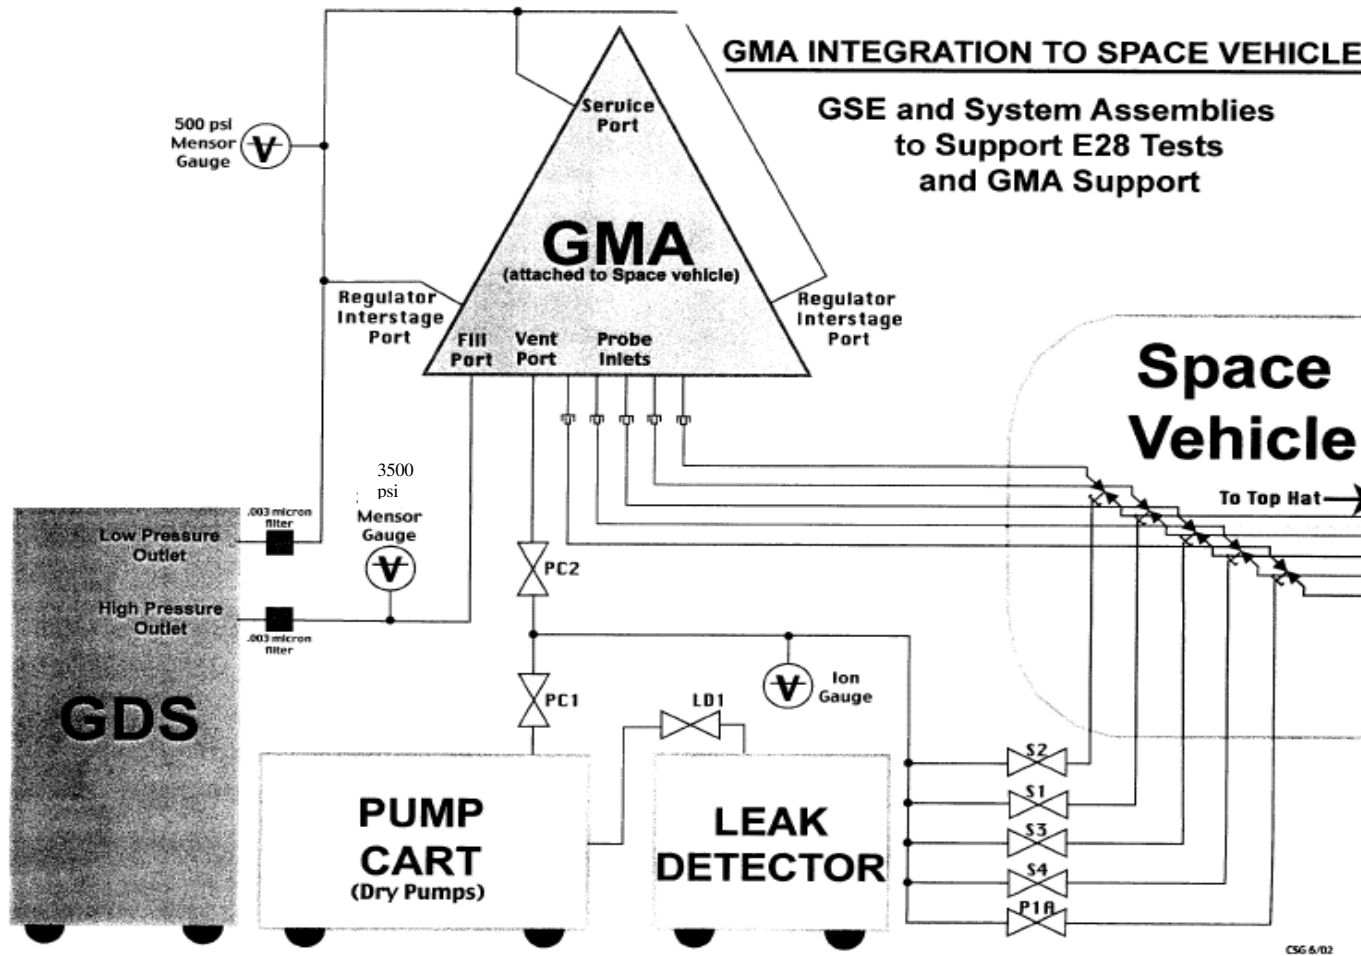 GMA INTEGRATION TO SPACE VEHICLE
GSE and System Assemblies
to Support E28 Tests
and GMA Support
Service
Port
500 psi
Mensor
Gauge
GMA
(attached to Space vehicle)
Regulator
Interstage
Port
Regulator
Interstage
Port
Fill
Port
Vent
Port
Probe
Inlets
Space
Vehicle
To Top Hat
3500
psi
Mensor
Gauge
.003 micron
filter
Low Pressure
Outlet
High Pressure
Outlet
.003 micron
filter
GDS
PC2
PC1
Ion
Gauge
LD1
PUMP
CART
(Dry Pumps)
LEAK
DETECTOR
S2
S1
S3
S4
P1A
CSG 6/02